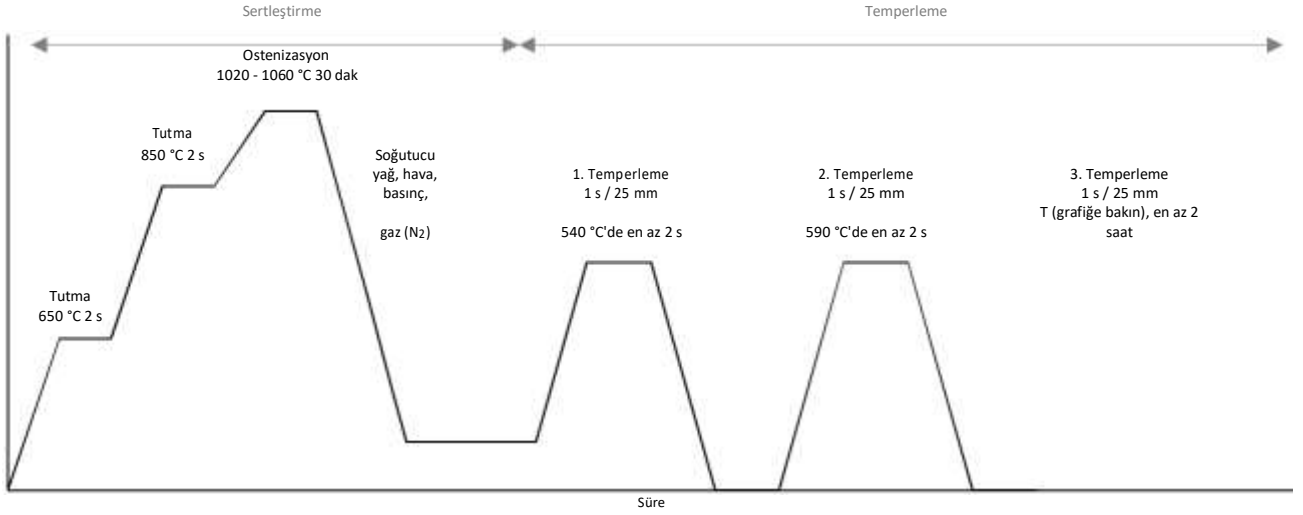 Sertleştirme
Temperleme
Ostenizasyon
1020 - 1060 °C 30 dak
Tutma
850 °C 2 s
Soğutucu
yağ, hava,
basınç,
gaz (N2)
1. Temperleme
1 s / 25 mm
540 °C'de en az 2 s
2. Temperleme
1 s / 25 mm
590 °C'de en az 2 s
3. Temperleme
1 s / 25 mm
T (grafiğe bakın), en az 2
saat
Tutma
650 °C 2 s
Süre